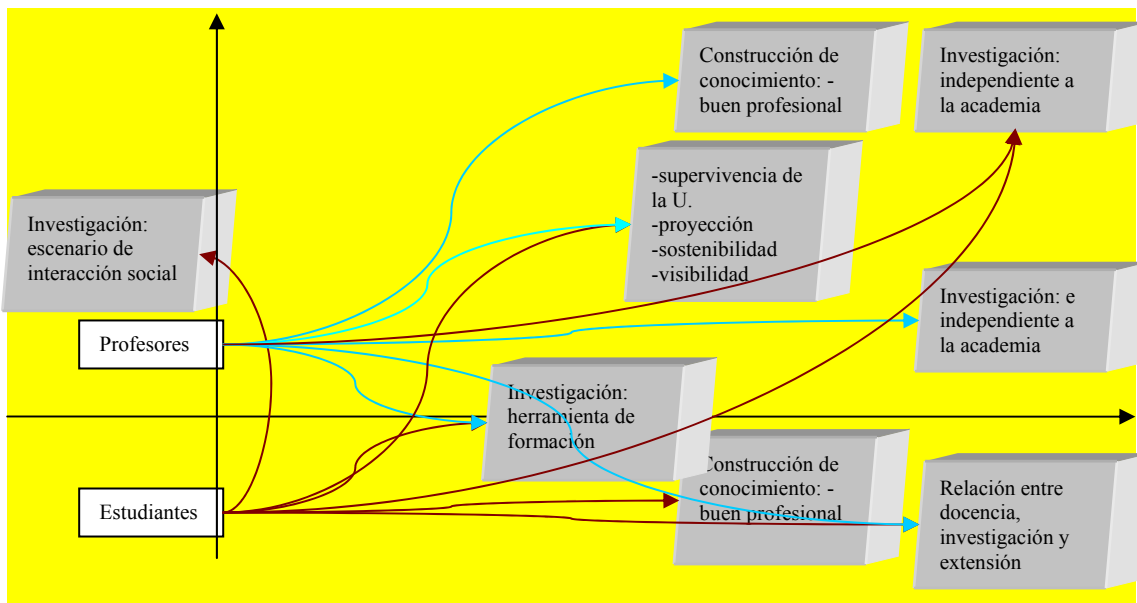 Construcción de
conocimiento: -
buen profesional
Investigación:
independiente a
la academia
-supervivencia de
la U.
-proyección
-sostenibilidad
-visibilidad
Investigación:
escenario de
interacción social
Investigación: e
independiente a
la academia
Profesores
Investigación:
herramienta de
formación
Construcción de
conocimiento: -
buen profesional
Estudiantes
Relación entre
docencia,
investigación y
extensión